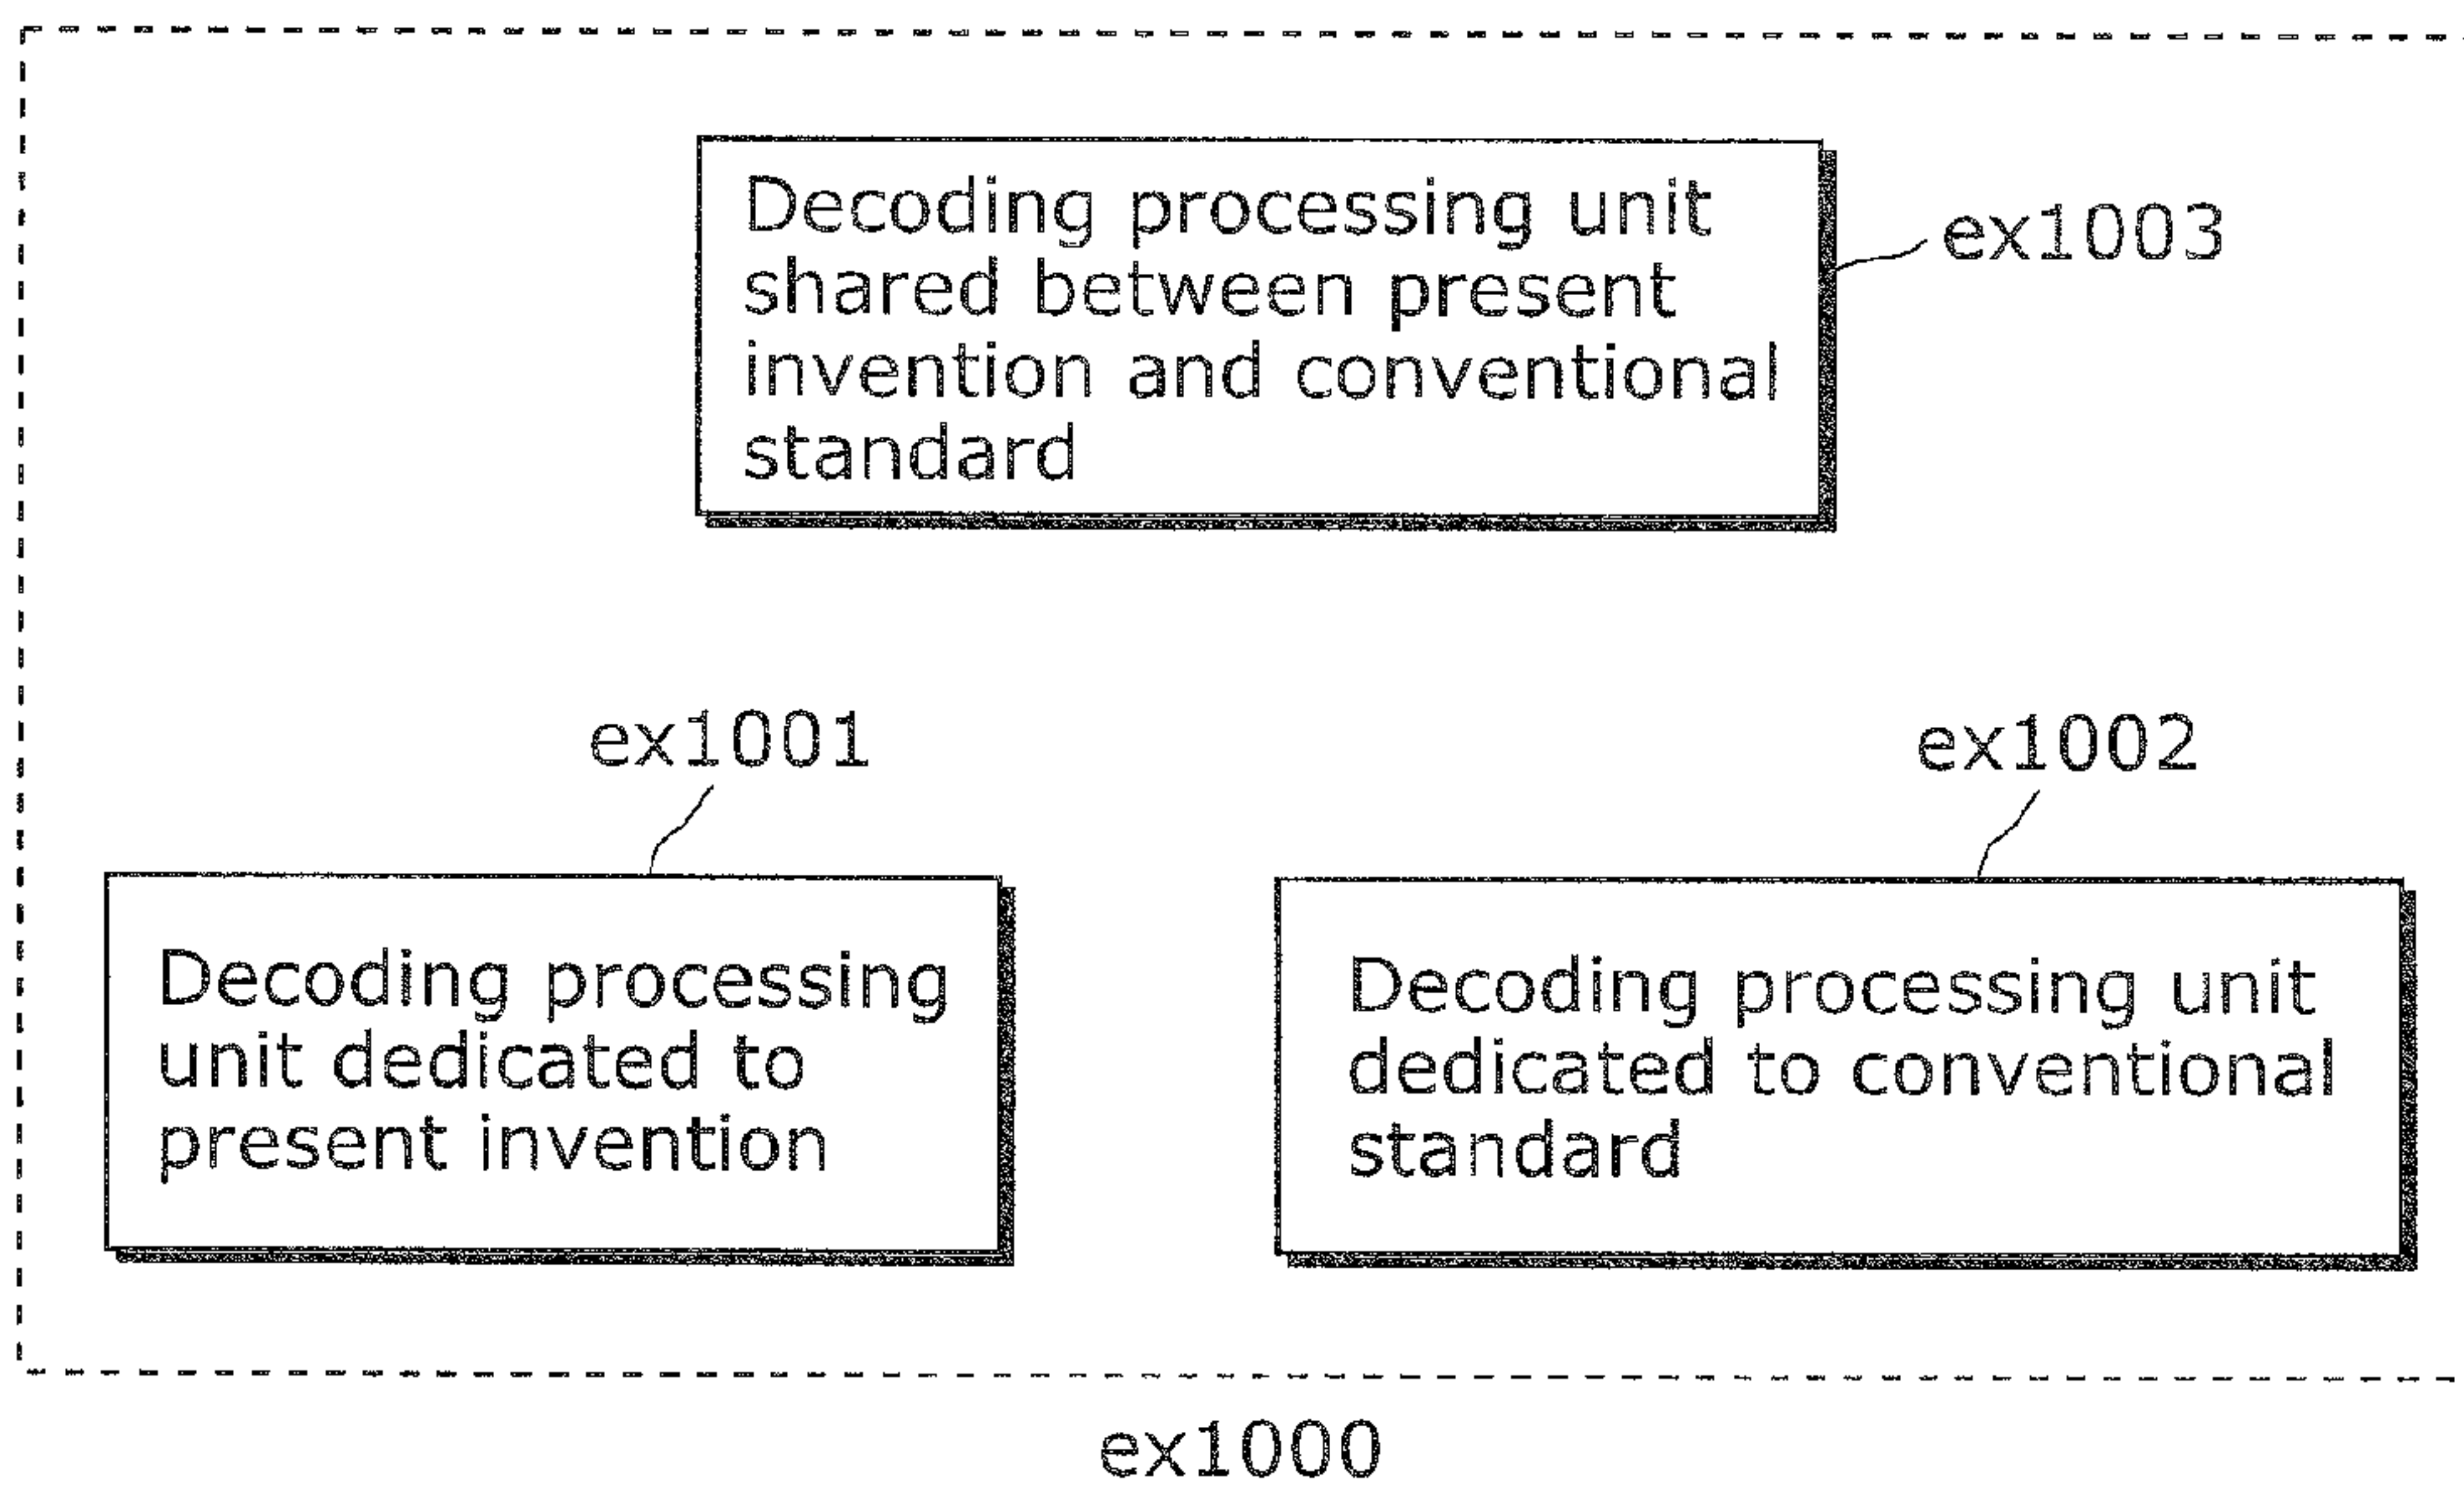 Decoding processing unit
shared between present
invention and conventional
standard
ex1003
ex1001
ex1002
Decoding processing
unit dedicated to
present invention
Decoding processing unit
dedicated to conventional
standard
ex1000